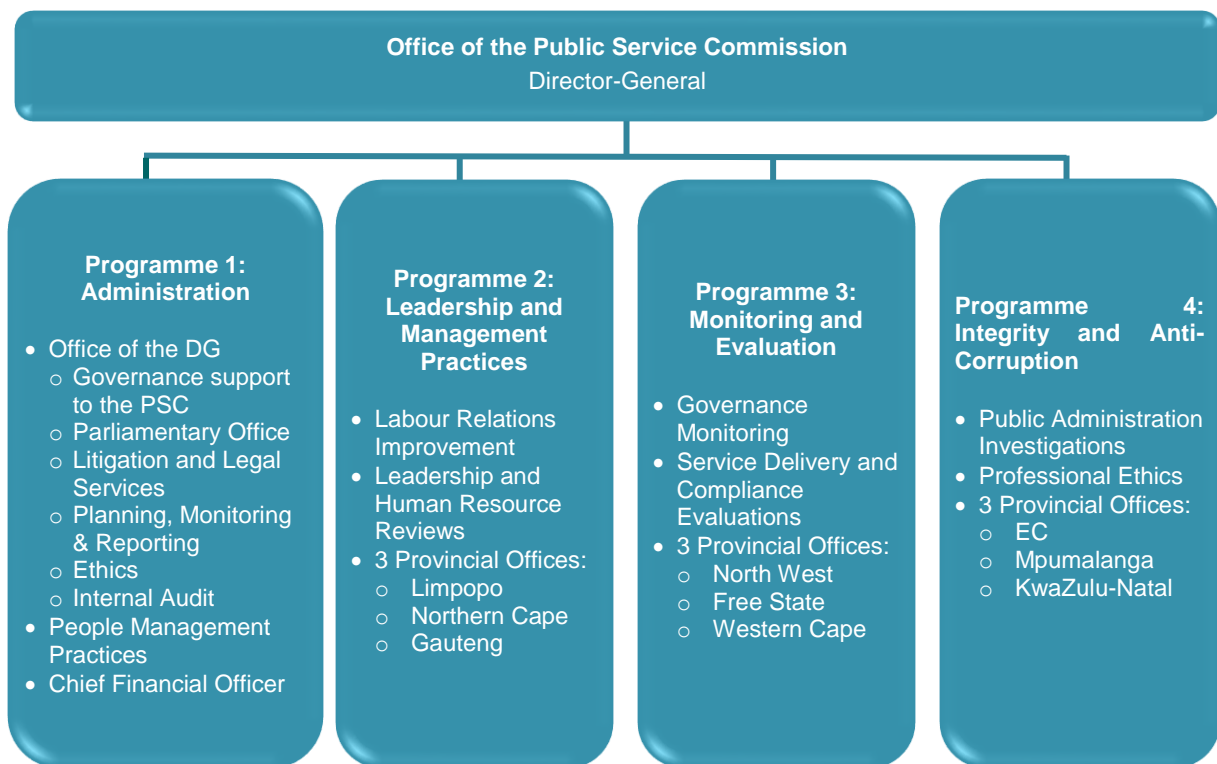 Office of the Public Service Commission
Director-General
Programme 1:
Administration
• Office of the DG
o Governance support
to the PSC
o Parliamentary Office
o Litigation and Legal
Services
o Planning, Monitoring
& Reporting
o Ethics
o Internal Audit
• People Management
Practices
• Chief Financial Officer
Programme 2:
Leadership and
Management
Practices
• Labour Relations
Improvement
• Leadership and
Human Resource
Reviews
• 3 Provincial Offices:
o Limpopo
o Northern Cape
o Gauteng
Programme 3:
Monitoring and
Evaluation
• Governance
Monitoring
• Service Delivery and
Compliance
Evaluations
• 3 Provincial Offices:
o North West
o Free State
o Western Cape
Programme 4:
Integrity and Anti-
Corruption
• Public Administration
Investigations
• Professional Ethics
• 3 Provincial Offices:
o EC
o Mpumalanga
o KwaZulu-Natal